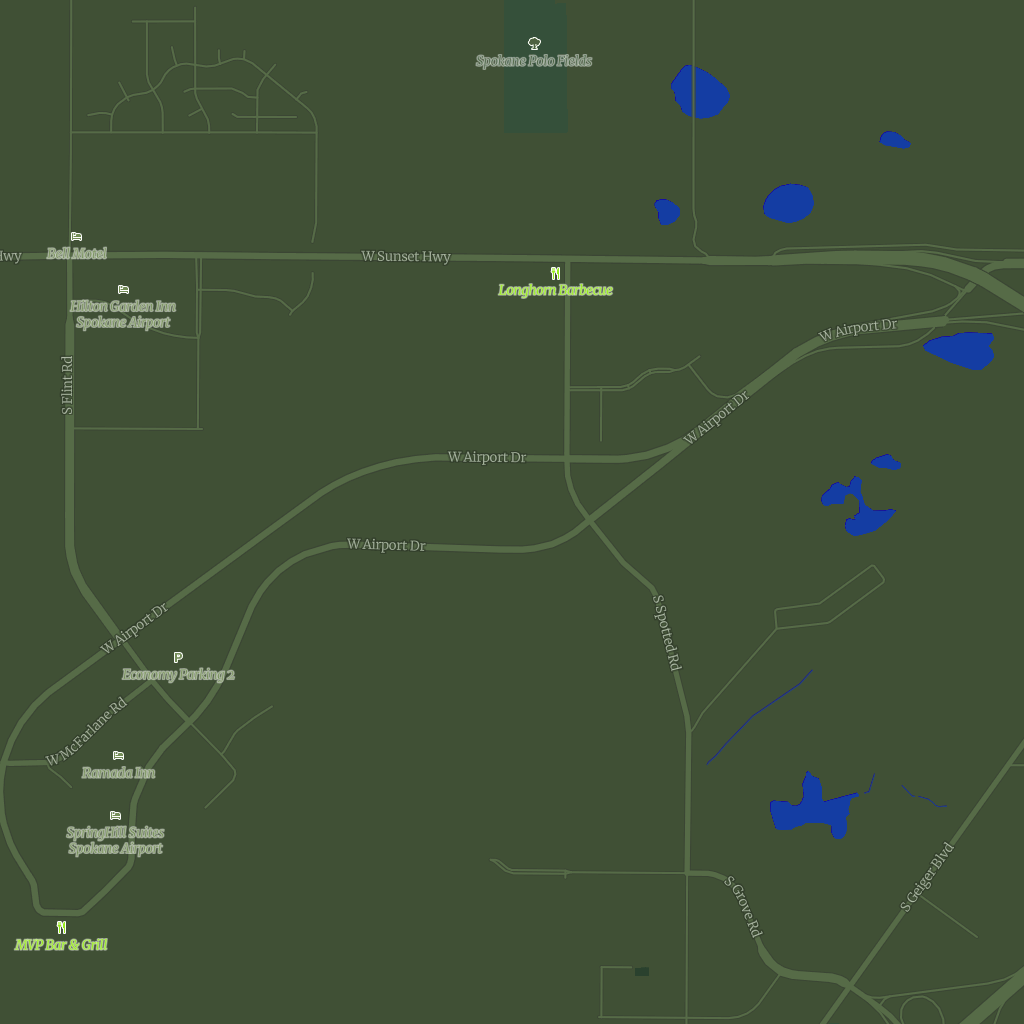 Spokane Polo Fields
Hwy
Bell Motel
W Sunset Hwy
Hilton Garden Inn
Spokane Airport
Longhorn Barbecue
W Airport Dr
S Flint Rd
W Airport Dr
W Airport Dr
W Airport Dr
W Airport Dr
S Spotted Rd
Economy Parking 2
W McFarlane Rd
Ramada Inn
SpringHill Suites
Spokane Airport
S Geiger Blvd
S Grove Rd
MVP Bar & Grill